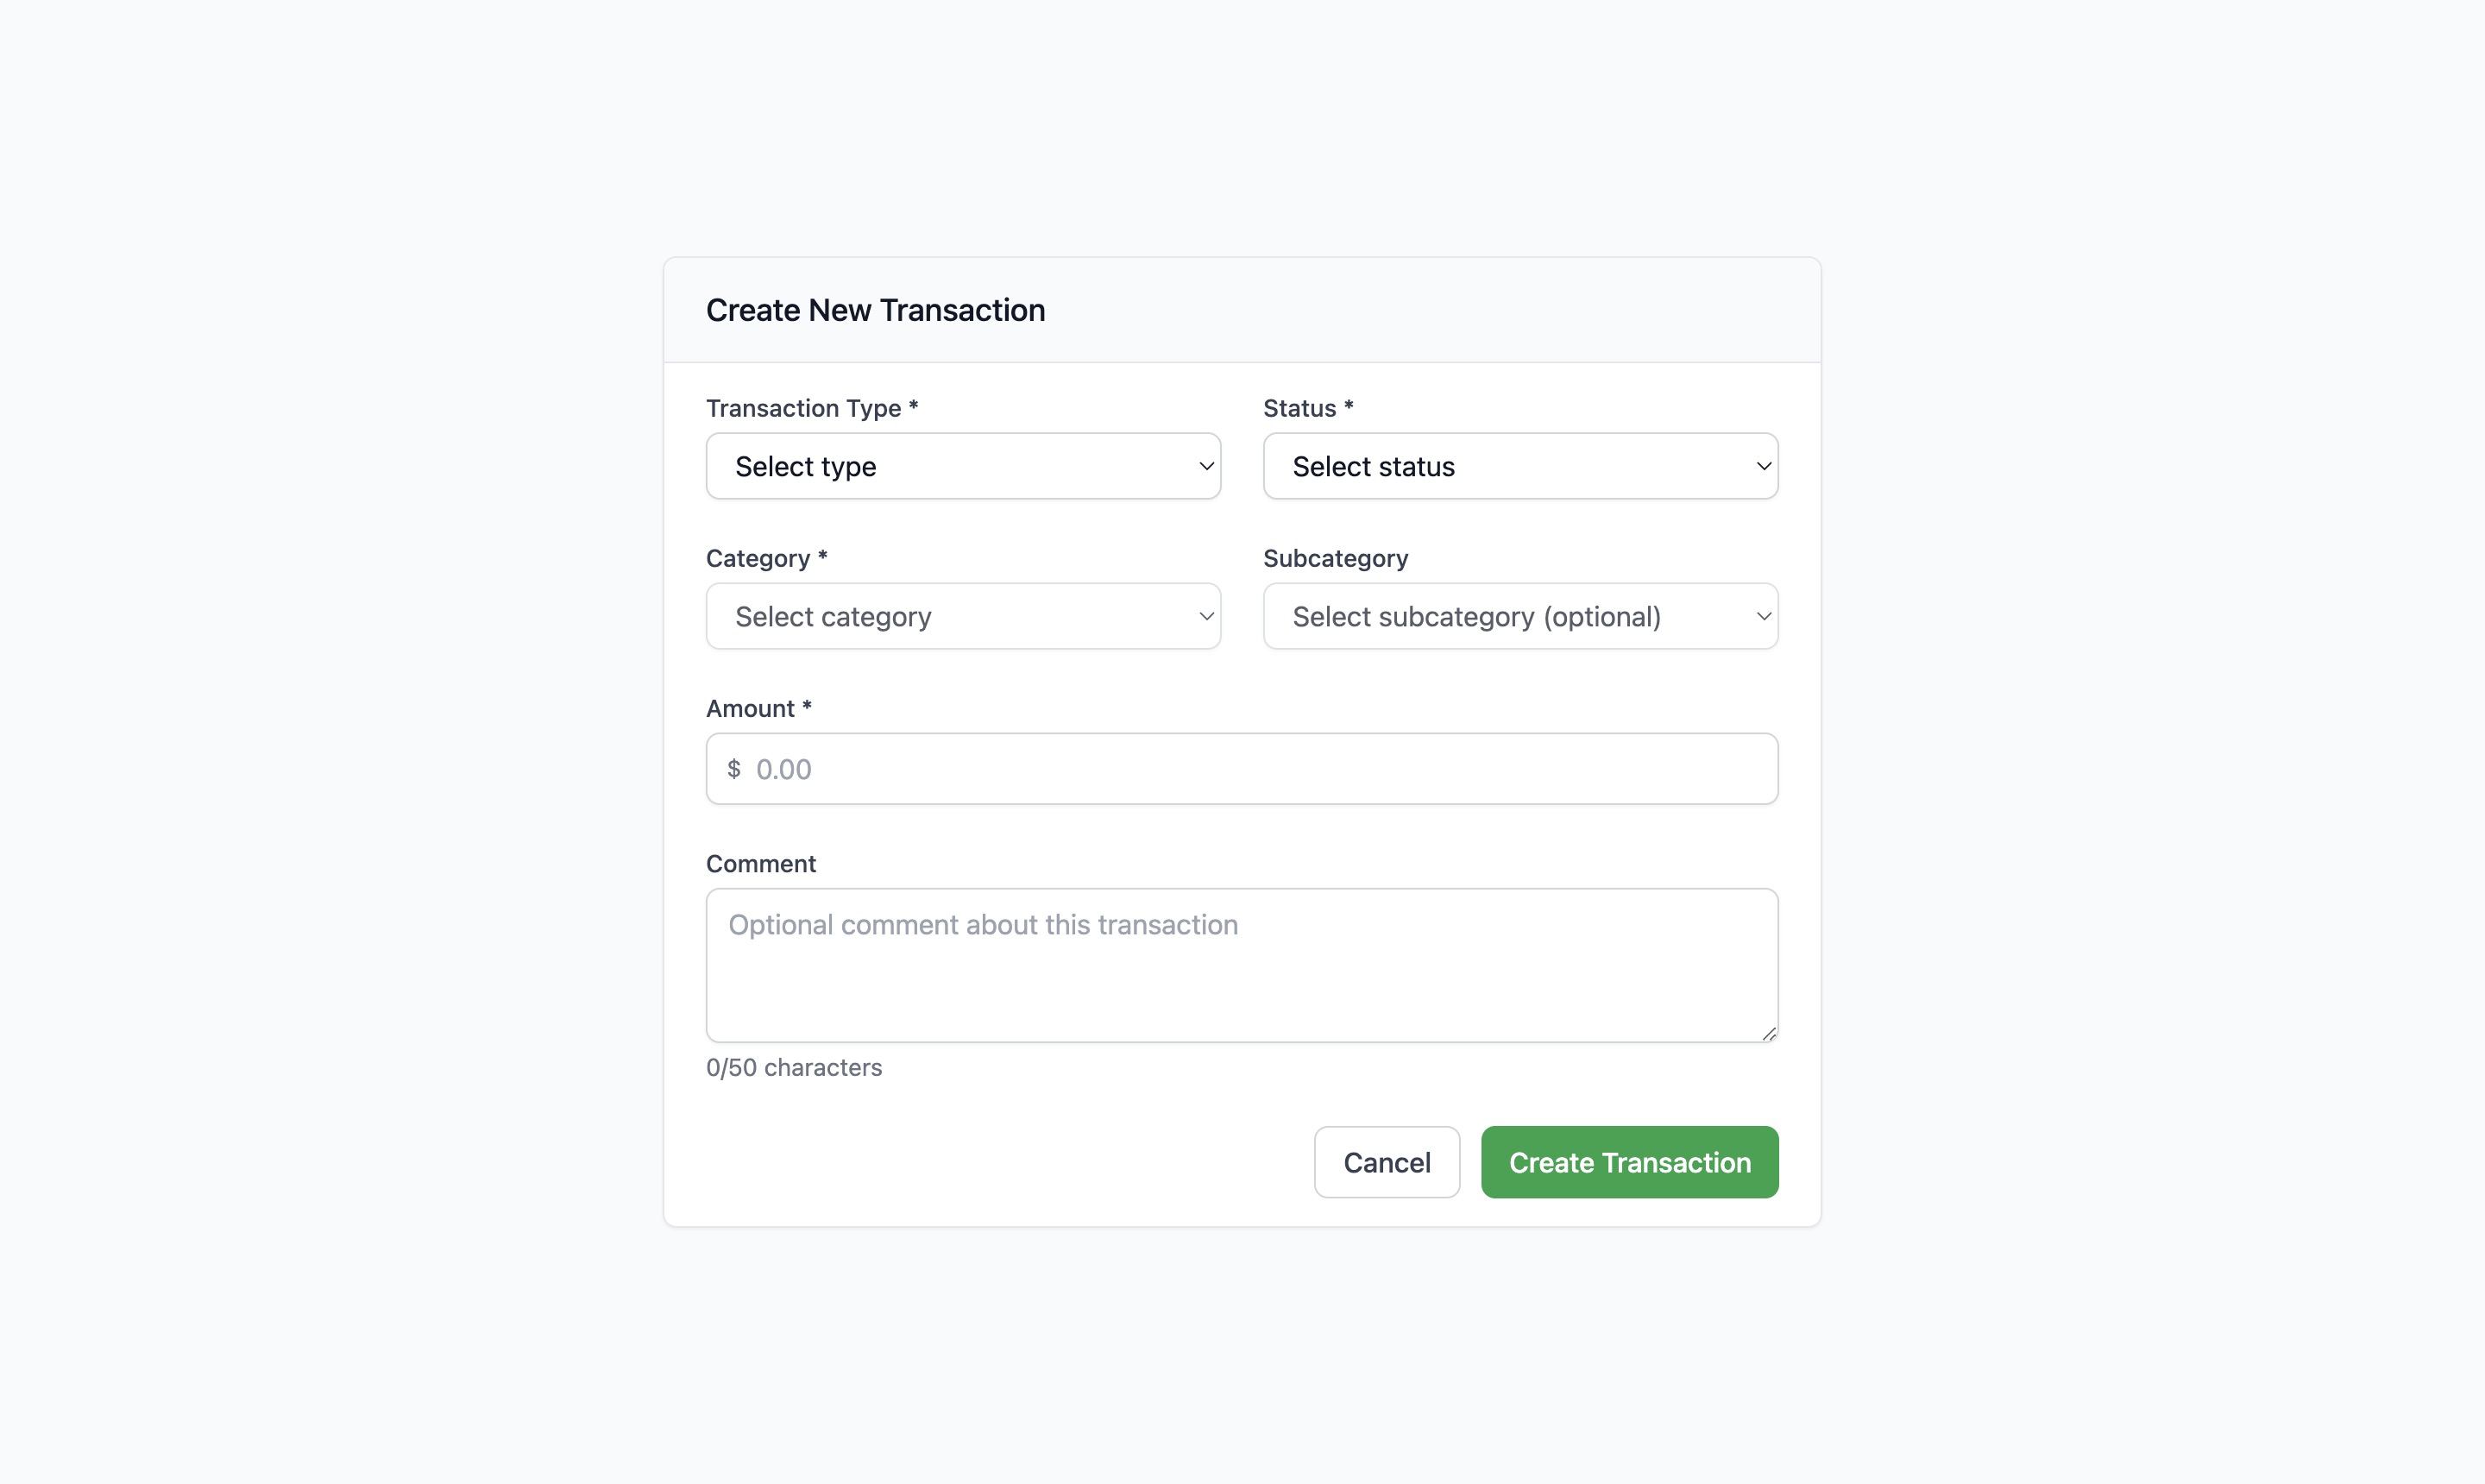 Create New Transaction
Transaction Type *
Status *
Select type
Select status
Category *
Subcategory
Select category
Select subcategory (optional)
Amount *
$ 0.00
Comment
Optional comment about this transaction
0/50 characters
Cancel
Create Transaction